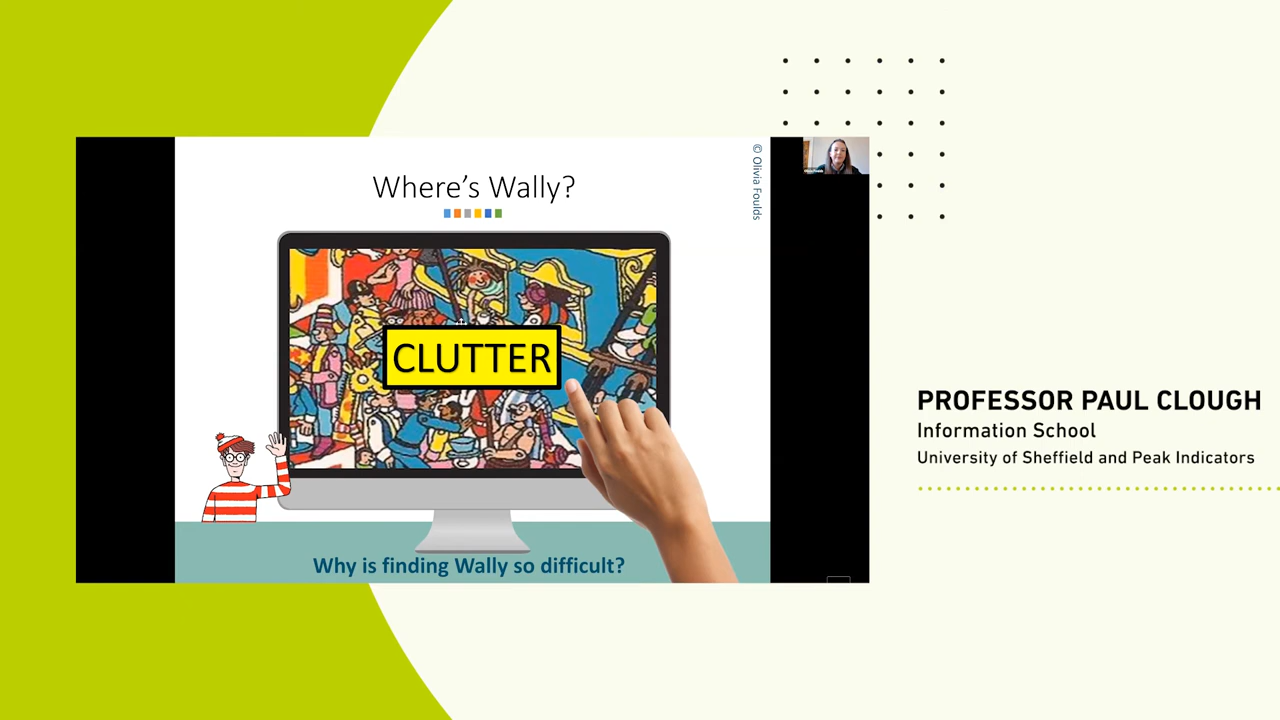 Where's Wally?
© Olivia Foulds
CLUTTER
Why is finding Wally so difficult?
PROFESSOR PAUL CLOUGH
Information School
University of Sheffield and Peak Indicators